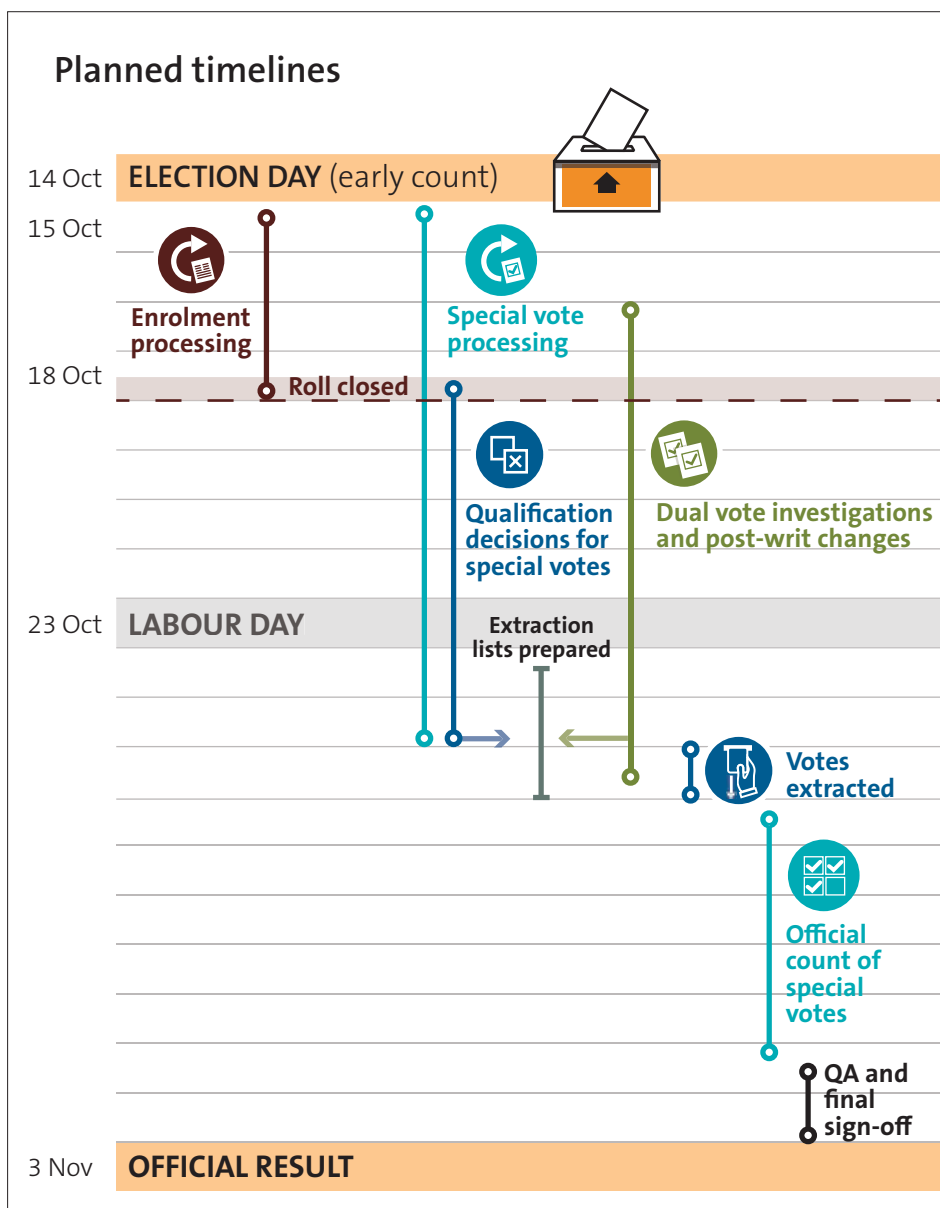 Planned timelines
14 Oct
ELECTION DAY (early count)
15 Oct
Enrolment
processing
Special vote
processing
18 Oct
Roll closed
Qualification
decisions for
special votes
Dual vote investigations
and post-writ changes
23 Oct
LABOUR DAY
Extraction
lists prepared
Votes
extracted
Official
count of
special
votes
QA and
final
sign-off
3 Nov
OFFICIAL RESULT